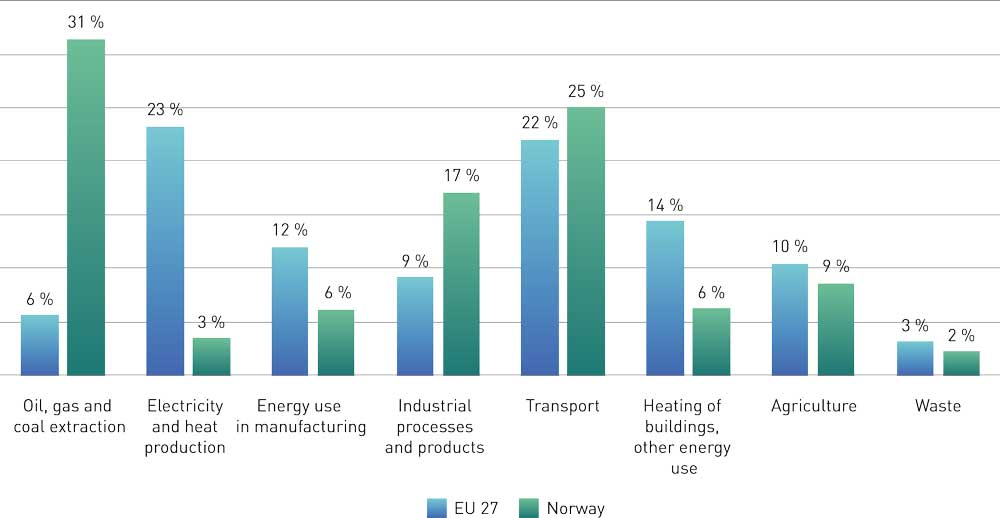 31 %
25 %
23 %
22 %
17 %
14 %
12 %
10 %
9 %
9 %
6 %
6 %
6 %
3 %
3 %
2 %
Oil, gas and
coal extraction
Electricity
and heat
production
Energy use
in manufacturing
Industrial
processes
and products
Transport
Heating of
buildings,
other energy
use
Agriculture
Waste
EU 27
Norway